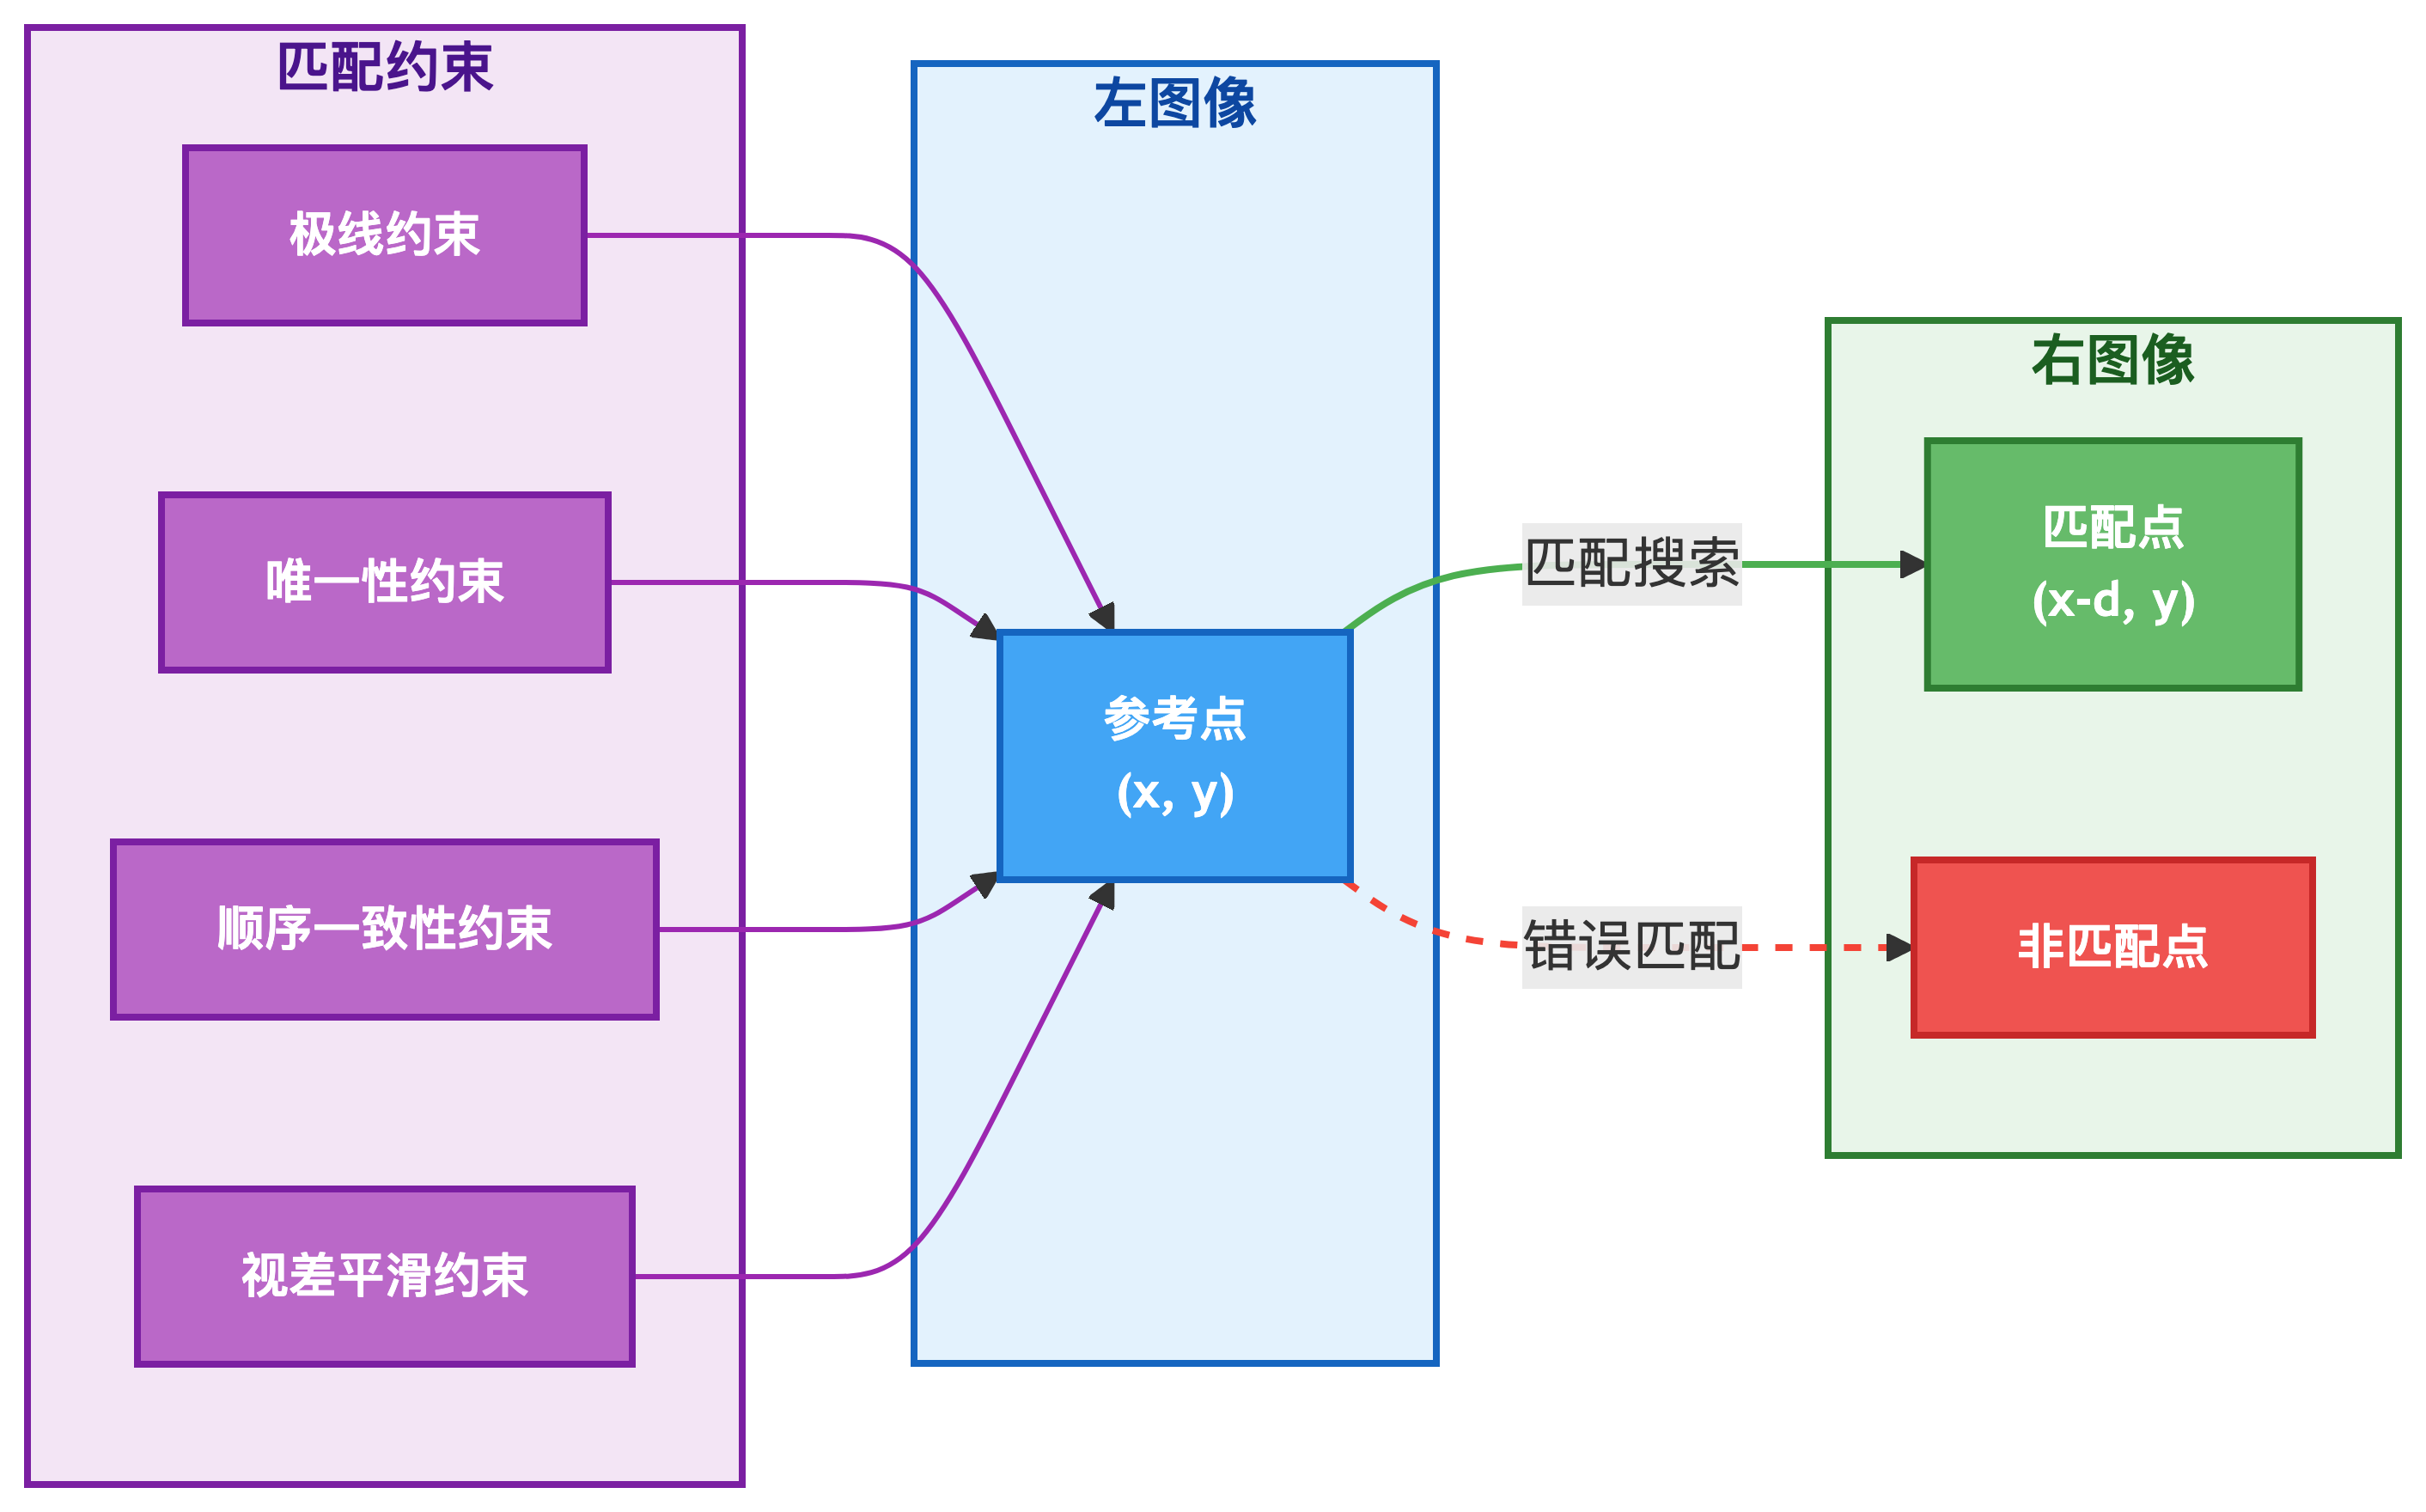 匹配约束
极线约束
唯一性约束
顺序一致性约束
视差平滑约束
左图像
参考点
(x, y)
匹配搜索
错误匹配
右图像
匹配点
(x-d, y)
非匹配点